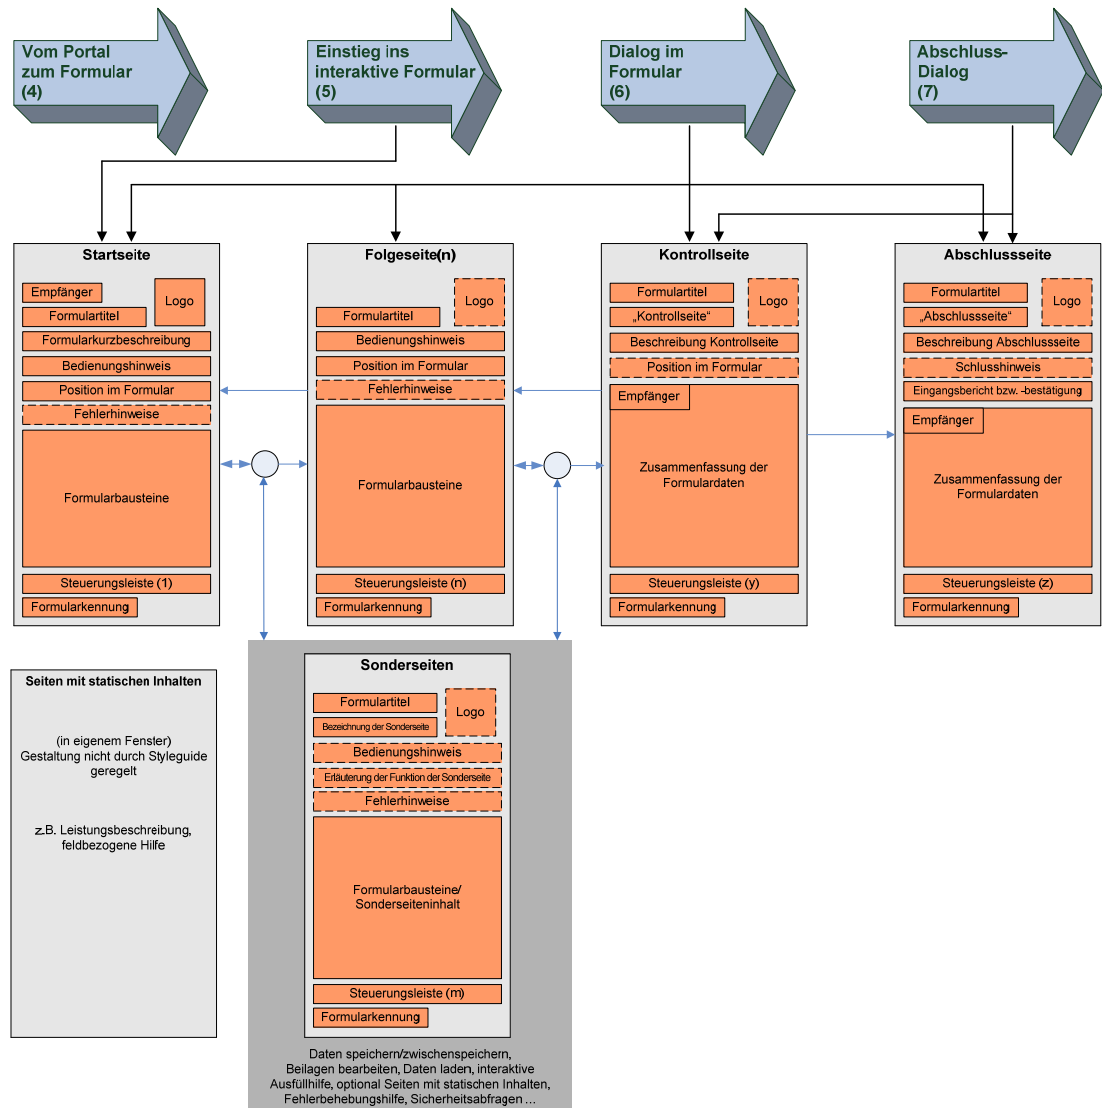 Vom Portal
zum Formular
(4)
Einstieg ins
interaktive Formular
(5)
Dialog im
Formular
(6)
Abschluss-
Dialog
(7)
Startseite
Empfänger
Logo
Formulartitel
Formularkurzbeschreibung
Bedienungshinweis
Position im Formular
Fehlerhinweise
Formularbausteine
Steuerungsleiste (1)
Formularkennung
Folgeseite(n)
Logo
Formulartitel
Bedienungshinweis
Position im Formular
Fehlerhinweise
Formularbausteine
Steuerungsleiste (n)
Formularkennung
Kontrollseite
Formulartitel
Logo
„Kontrollseite“
Beschreibung Kontrollseite
Position im Formular
Empfänger
Zusammenfassung der
Formulardaten
Steuerungsleiste (y)
Formularkennung
Abschlussseite
Formulartitel
Logo
„Abschlussseite“
Beschreibung Abschlussseite
Schlusshinweis
Eingangsbericht bzw. -bestätigung
Empfänger
Zusammenfassung der
Formulardaten
Steuerungsleiste (z)
Formularkennung
Seiten mit statischen Inhalten
(in eigenem Fenster)
Gestaltung nicht durch Styleguide
geregelt
z.B. Leistungsbeschreibung,
feldbezogene Hilfe
Sonderseiten
Formulartitel
Logo
Bezeichnung der Sonderseite
Bedienungshinweis
Erläuterung der Funktion der Sonderseite
Fehlerhinweise
Formularbausteine/
Sonderseiteninhalt
Steuerungsleiste (m)
Formularkennung
Daten speichern/zwischenspeichern,
Beilagen bearbeiten, Daten laden, interaktive
Ausfüllhilfe, optional Seiten mit statischen Inhalten,
Fehlerbehebungshilfe, Sicherheitsabfragen ...